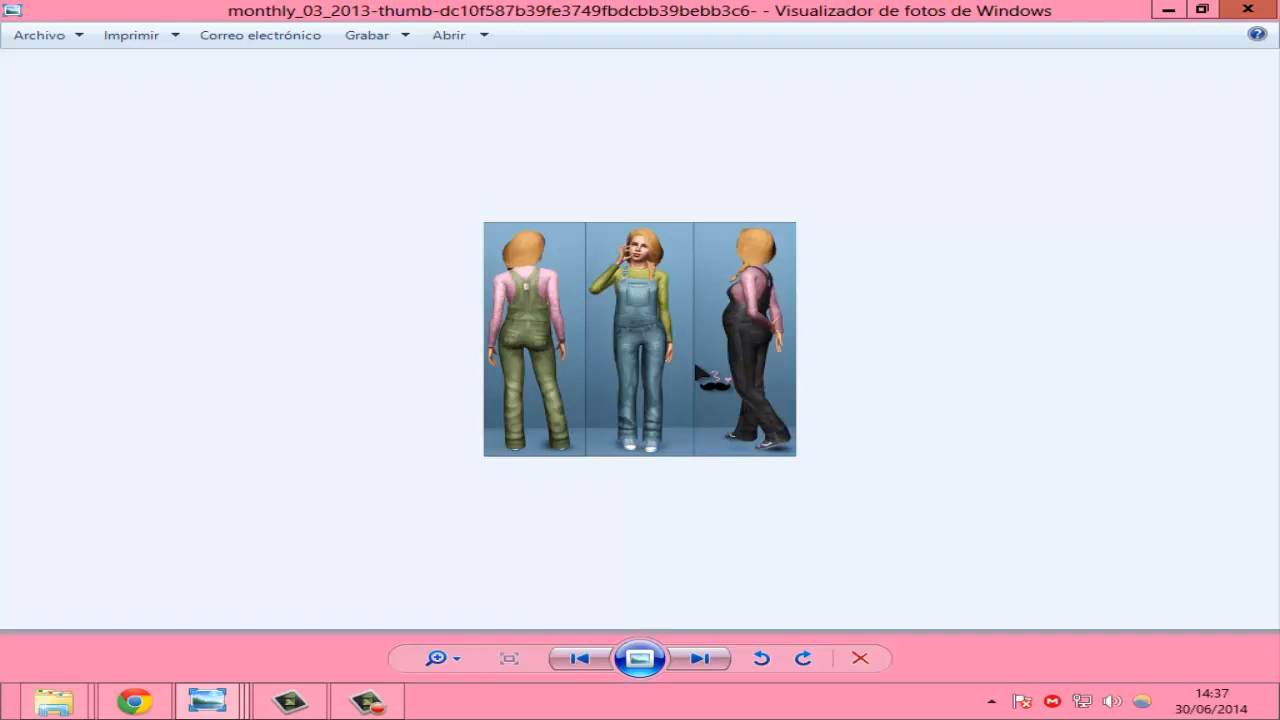 monthly_03_2013-thumb-dc10f587b39fe3749fbdcbb39bebb3c6- - Visualizador de fotos de Windows
Archivo Imprimir Correo electrónico Grabar Abrir
14:37
30/06/2014